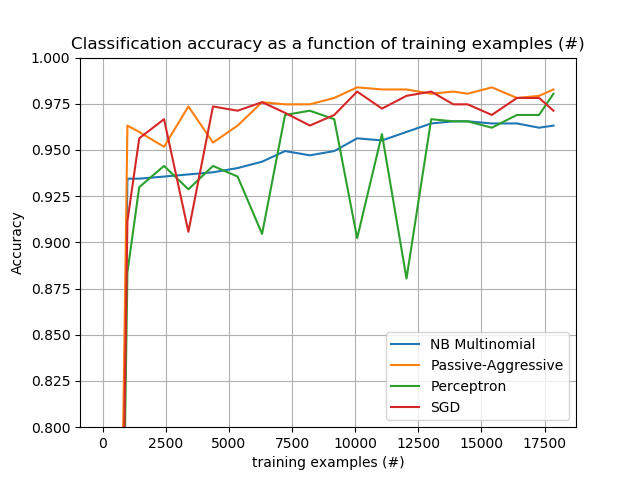 Classification accuracy as a function of training examples (#)
1.000
0.975
0.950
0.925
0.900
0.875
0.850
0.825
0.800
Accuracy
NB Multinomial
Passive-Aggressive
Perceptron
SGD
0 2500 5000 7500 10000 12500 15000 17500
training examples (#)